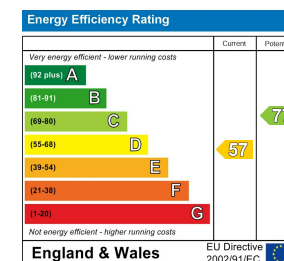 Energy Efficiency Rating
Current
Very energy efficient - lower running costs
(92 plus) A
(81-91) B
(69-80) C
(55-68) D
57
(39-54) E
(21-38) F
(1-20) G
Not energy efficient - higher running costs
England & Wales
EU Directive
2002/91/EC